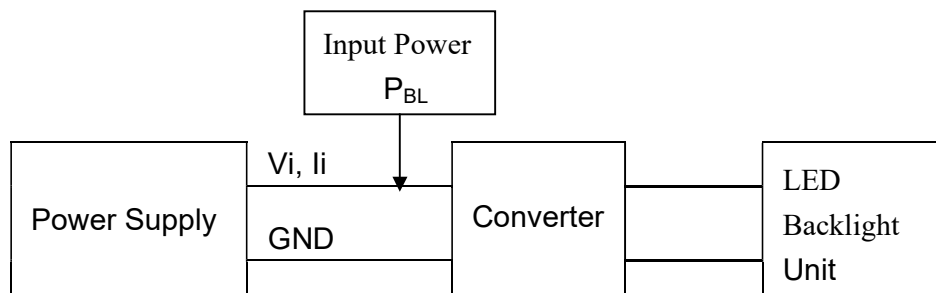 Input Power
P_BL
Vi, Ii
LED
Power Supply
Converter
Backlight
GND
Unit